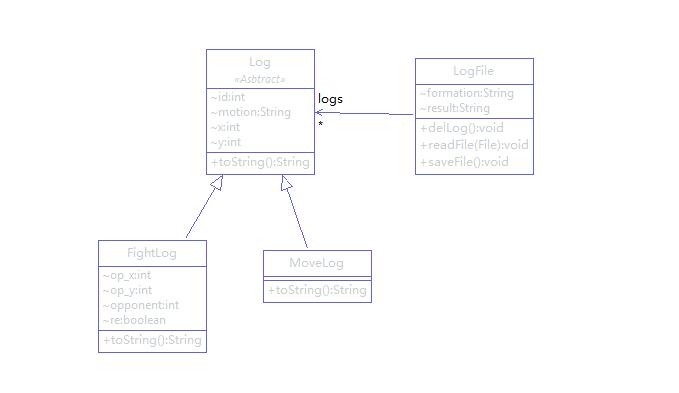 Log
«Asbtract»
~id:int
~motion:String
~x:int
~y:int
+toString():String
logs
*
LogFile
~formation:String
~result:String
+delLog():void
+readFile(File):void
+saveFile():void
FightLog
~op_x:int
~op_y:int
~opponent:int
~re:boolean
+toString():String
MoveLog
+toString():String